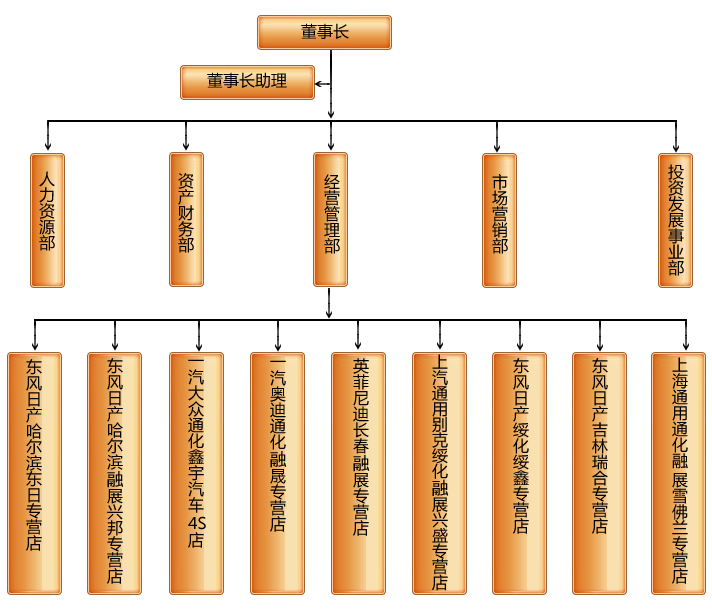 董事长
董事长助理
人力资源部
资产财务部
经营管理部
市场营销部
投资发展事业部
东风日产哈尔滨东日专营店
东风日产哈尔滨融展兴邦专营店
一汽大众通化鑫宇汽车4S店
一汽奥迪通化融晟专营店
英菲尼迪长春融展专营店
上汽通用别克绥化融展兴盛专营店
东风日产绥化绥鑫专营店
东风日产吉林瑞合专营店
上海通用通化融 展雪佛兰专营店